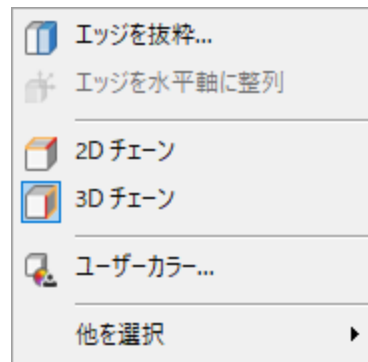 エッジを抜粋...
エッジを水平軸に整列
2D チェーン
3D チェーン
ユーザーカラー...
他を選択